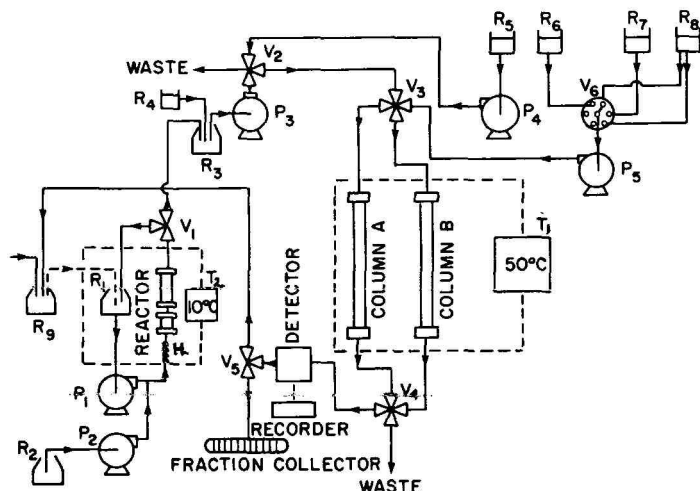 R5 R6 R7 R8
V2
WASTE
R4
P3
V3
P4
V6
R3
P5
V1
T1
50°C
COLUMN A
COLUMN B
R1
REACTOR
T2
10°C
H
DETECTOR
R9
V5
P1
V4
P2
RECORDER
R2
FRACTION COLLECTOR
WASTE